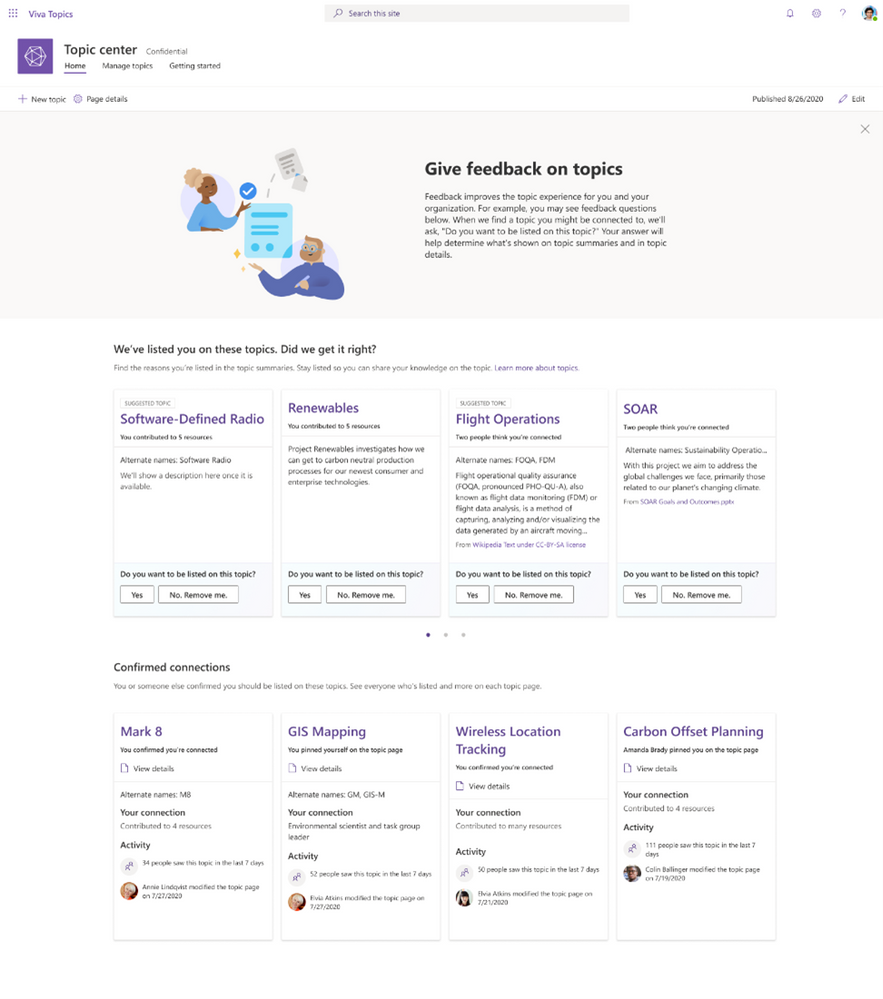 Viva Topics
Search this site
Topic center Confidential
Home Manage topics Getting started
New topic Page details
Published 8/26/2020 Edit
Give feedback on topics
Feedback improves the topic experience for you and your
organization. For example, you may see feedback questions
below. When we find a topic you might be connected to, we'll
ask, "Do you want to be listed on this topic?" Your answer will
help determine what's shown on topic summaries and in topic
details.
We've listed you on these topics. Did we get it right?
Find the reasons you're listed in the topic summaries. Stay listed so you can share your knowledge on the topic. Learn more about topics.
SUGGESTED TOPIC
Software-Defined Radio
You contributed to 5 resources
Alternate names: Software Radio
We'll show a description here once it is
available.
Do you want to be listed on this topic?
Yes No. Remove me.
Renewables
You contributed to 5 resources
Project Renewables investigates how we
can get to carbon neutral production
processes for our newest consumer and
enterprise technologies.
Do you want to be listed on this topic?
Yes No. Remove me.
SUGGESTED TOPIC
Flight Operations
Two people think you're connected
Alternate names: FOQA, FDM
Flight operational quality assurance
(FOQA, pronounced PHO-QU-A), also
known as flight data monitoring (FDM) or
flight data analysis, is a method of
capturing, analyzing and/or visualizing the
data generated by an aircraft moving...
From Wikipedia Text under CC-BY-SA license
Do you want to be listed on this topic?
Yes No. Remove me.
SOAR
Two people think you're connected
Alternate names: Sustainability Operatio...
With this project we aim to address the
global challenges we face, primarily those
related to our planet's changing climate.
From SOAR Goals and Outcomes.pptx
Do you want to be listed on this topic?
Yes No. Remove me.
Confirmed connections
You or someone else confirmed you should be listed on these topics. See everyone who's listed and more on each topic page.
Mark 8
You confirmed you're connected
View details
Alternate names: M8
Your connection
Contributed to 4 resources
Activity
34 people saw this topic in the last 7 days
Annie Lindqvist modified the topic page
on 7/27/2020
GIS Mapping
You pinned yourself on the topic page
View details
Alternate names: GM, GIS-M
Your connection
Environmental scientist and task group
leader
Activity
52 people saw this topic in the last 7 days
Elvia Atkins modified the topic page on
7/27/2020
Wireless Location
Tracking
You confirmed you're connected
View details
Your connection
Contributed to many resources
Activity
50 people saw this topic in the last 7 days
Elvia Atkins modified the topic page on
7/21/2020
Carbon Offset Planning
Amanda Brady pinned you on the topic page
View details
Your connection
Contributed to 4 resources
Activity
111 people saw this topic in the last 7
days
Colin Ballinger modified the topic page
on 7/19/2020